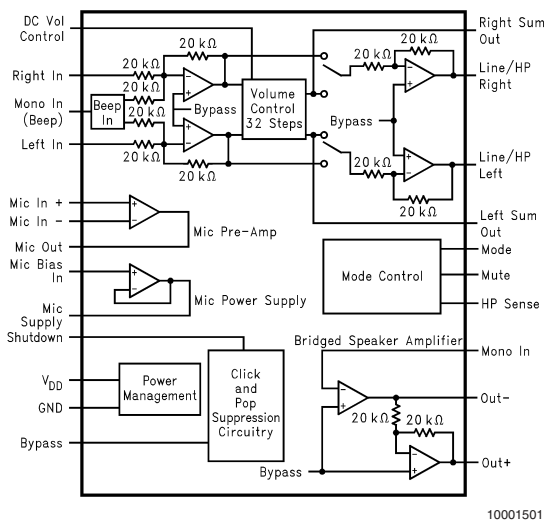 DC Vol
Control
Right In
Mono In
(Beep)
Left In
Mic In +
Mic In -
Mic Out
Mic Bias
In
Mic
Supply
Shutdown
VDD
GND
Bypass
20 kΩ
20 kΩ
20 kΩ
20 kΩ
20 kΩ
20 kΩ
Beep
In
-
+
Bypass
+
-
Volume
Control
32 Steps
20 kΩ
20 kΩ
-
+
Bypass
+
-
20 kΩ
20 kΩ
+
-
Mic Pre-Amp
+
-
Mic Power Supply
Mode Control
Power
Management
Click
and
Pop
Suppression
Circuitry
Bridged Speaker Amplifier
-
+
20 kΩ
20 kΩ
-
+
Bypass
Right Sum
Out
Line/HP
Right
Line/HP
Left
Left Sum
Out
Mode
Mute
HP Sense
Mono In
Out-
Out+
10001501